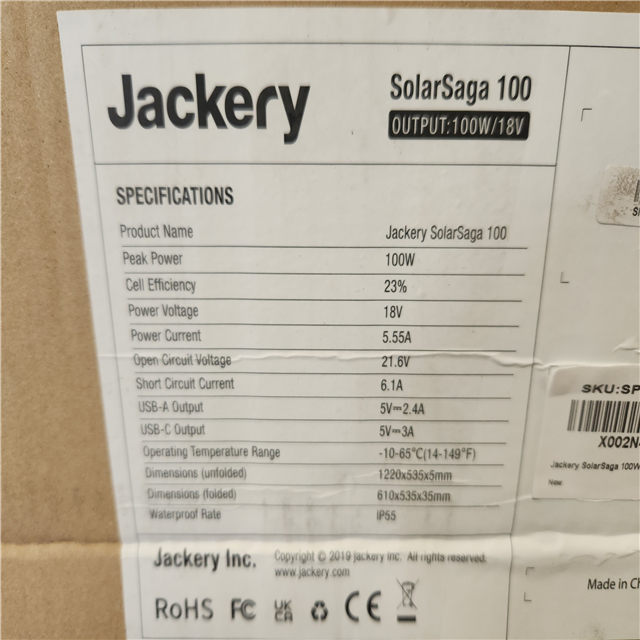 Jackery
SolarSaga 100
OUTPUT:100W/18V
SPECIFICATIONS
Product Name Jackery SolarSaga 100
Peak Power 100W
Cell Efficiency 23%
Power Voltage 18V
Power Current 5.55A
Open Circuit Voltage 21.6V
Short Circuit Current 6.1A
USB-A Output 5V⎓2.4A
USB-C Output 5V⎓3A
Operating Temperature Range -10-65°C(14-149°F)
Dimensions (unfolded) 1220x535x5mm
Dimensions (folded) 610x535x35mm
Waterproof Rate IP55
Jackery Inc.
Copyright © 2019 Jackery Inc. All rights reserved.
www.jackery.com
RoHS FC UK CA CE
SKU:SP
X002N
Jackery SolarSaga 100W
New
Made in Ch